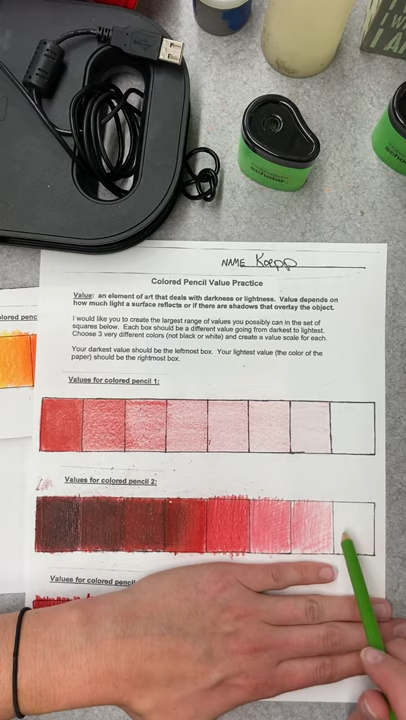 I W
I AM
scholar
schol
NAME Koepp
Colored Pencil Value Practice
Value: an element of art that deals with darkness or lightness. Value depends on
how much light a surface reflects or if there are shadows that overlay the object.
I would like you to create the largest range of values you possibly can in the set of
squares below. Each box should be a different value going from darkest to lightest.
Choose 3 very different colors (not black or white) and create a value scale for each.
Your darkest value should be the leftmost box. Your lightest value (the color of the
paper) should be the rightmost box.
olored penc
Values for colored pencil 1:
Values for colored pencil 2:
Values for colored pencil